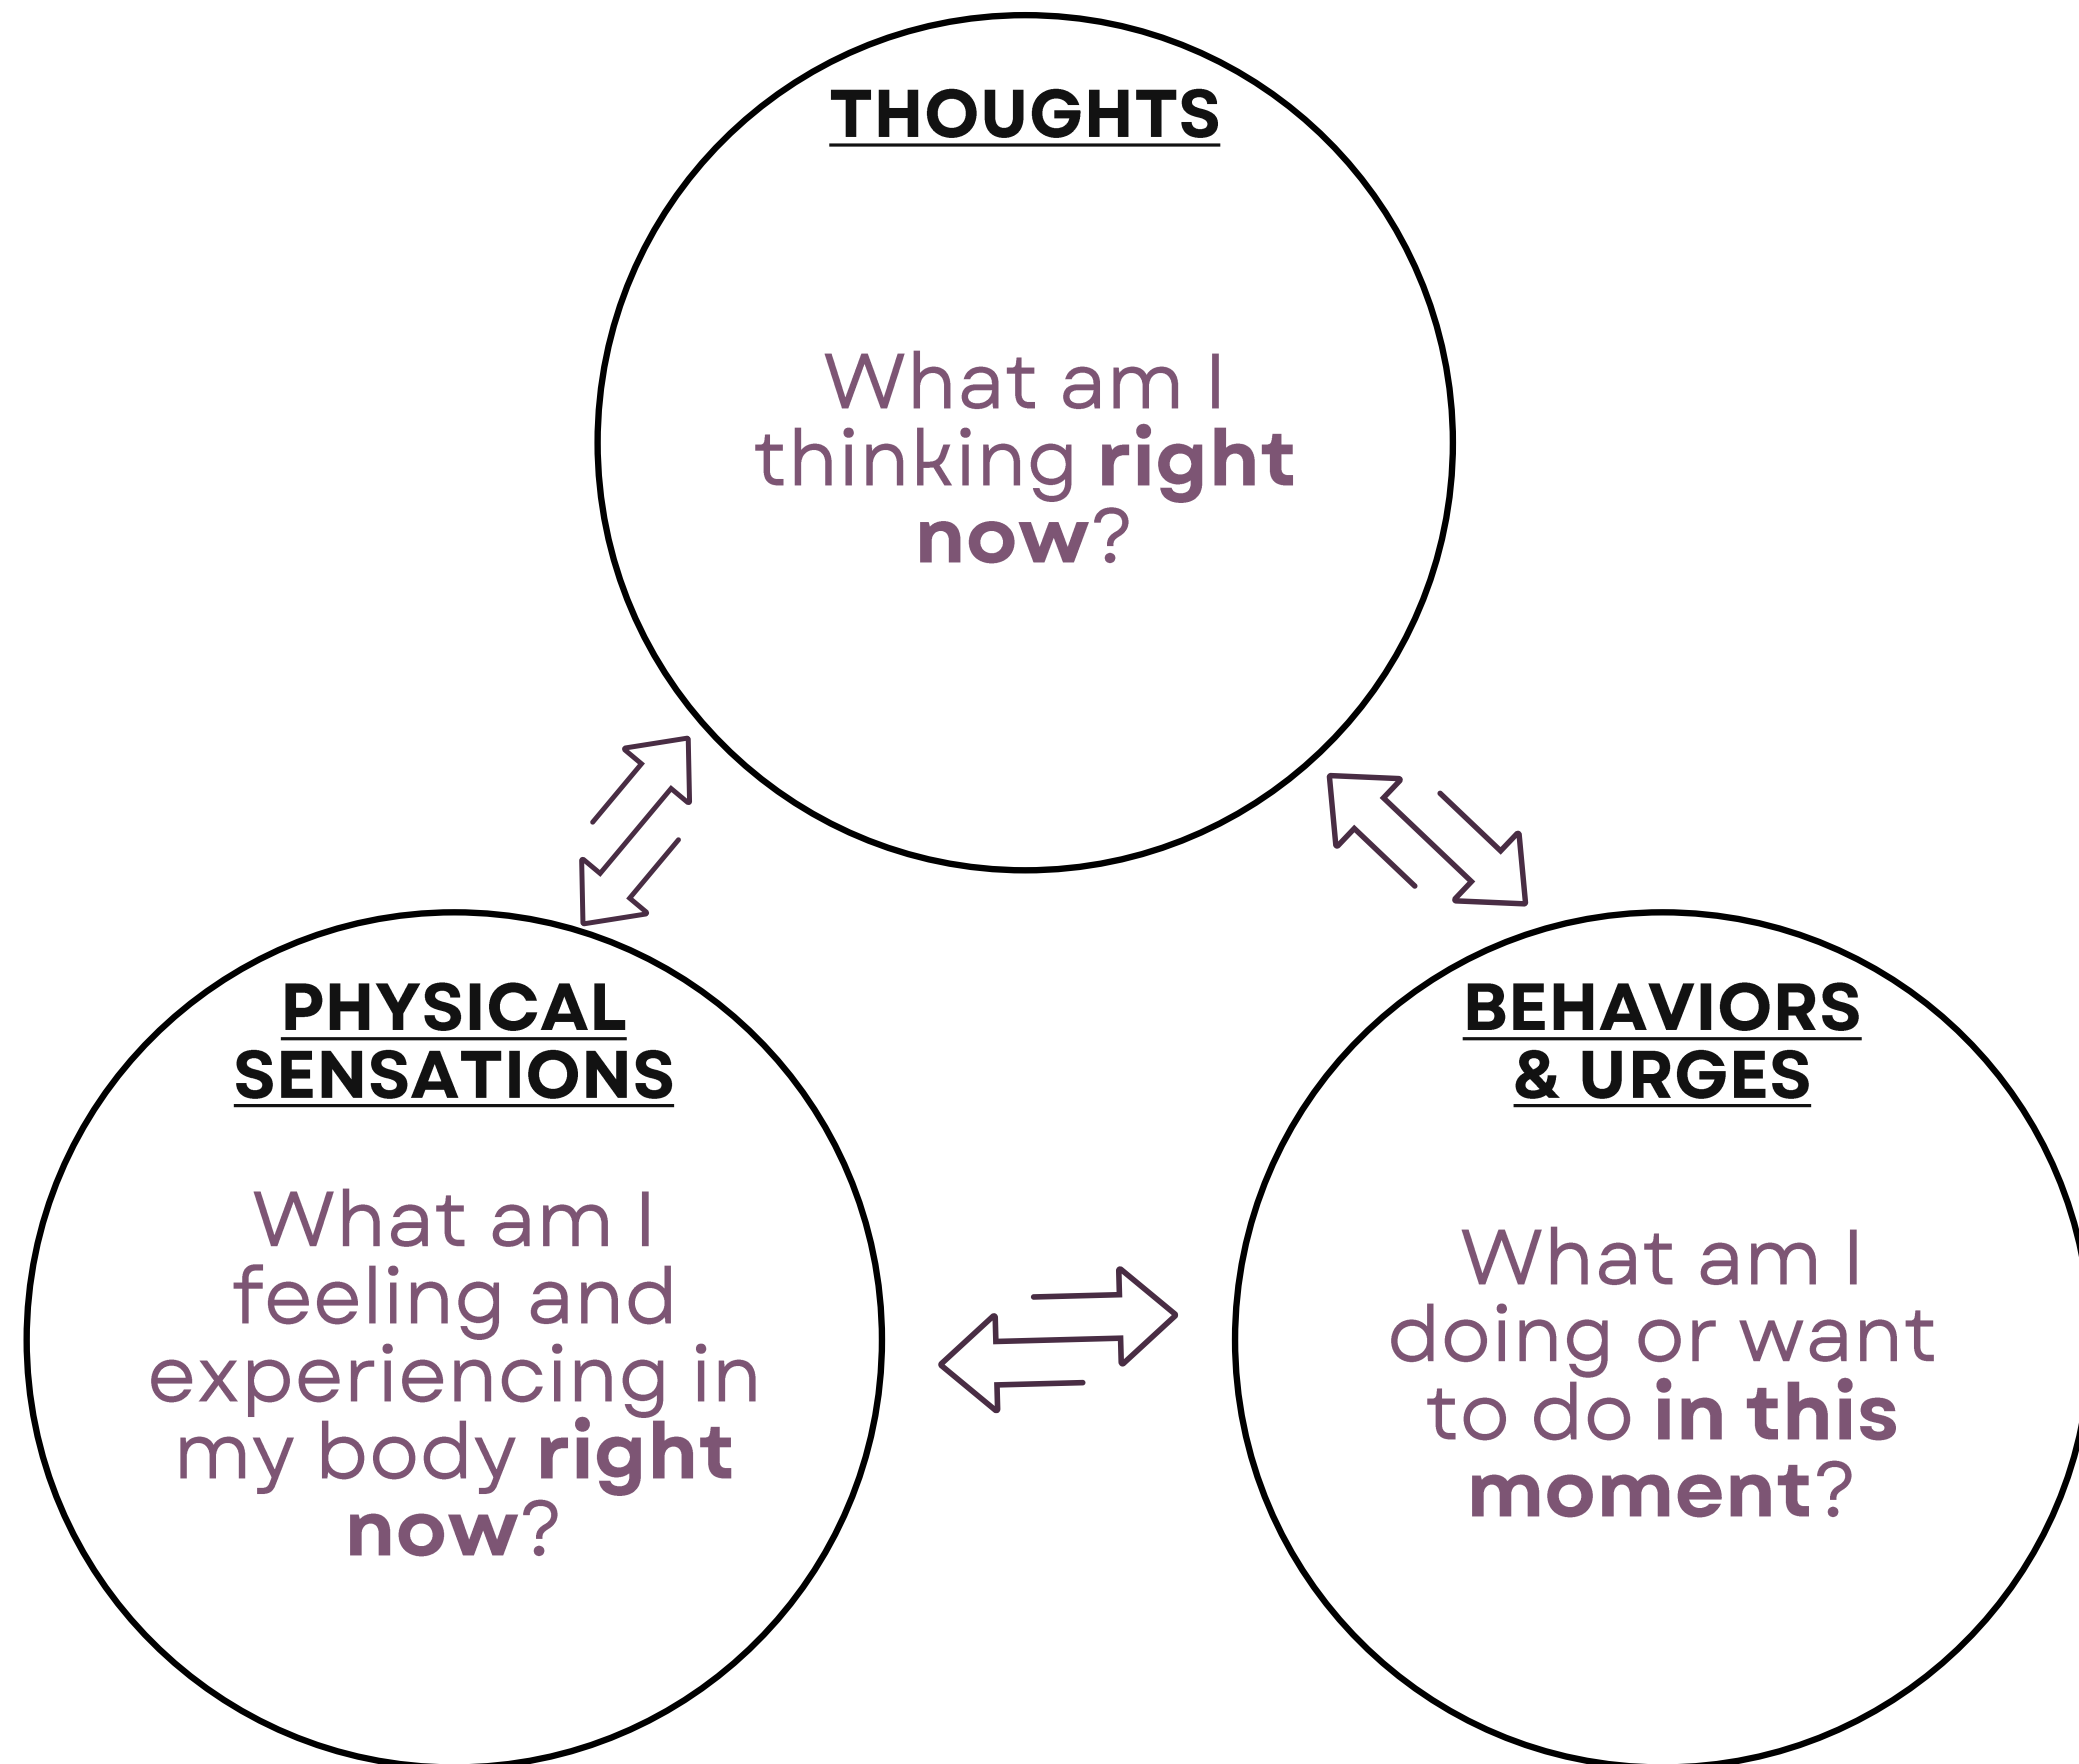 THOUGHTS
What am I
thinking right
now?
PHYSICAL
SENSATIONS
What am I
feeling and
experiencing in
my body right
now?
BEHAVIORS
& URGES
What am I
doing or want
to do in this
moment?